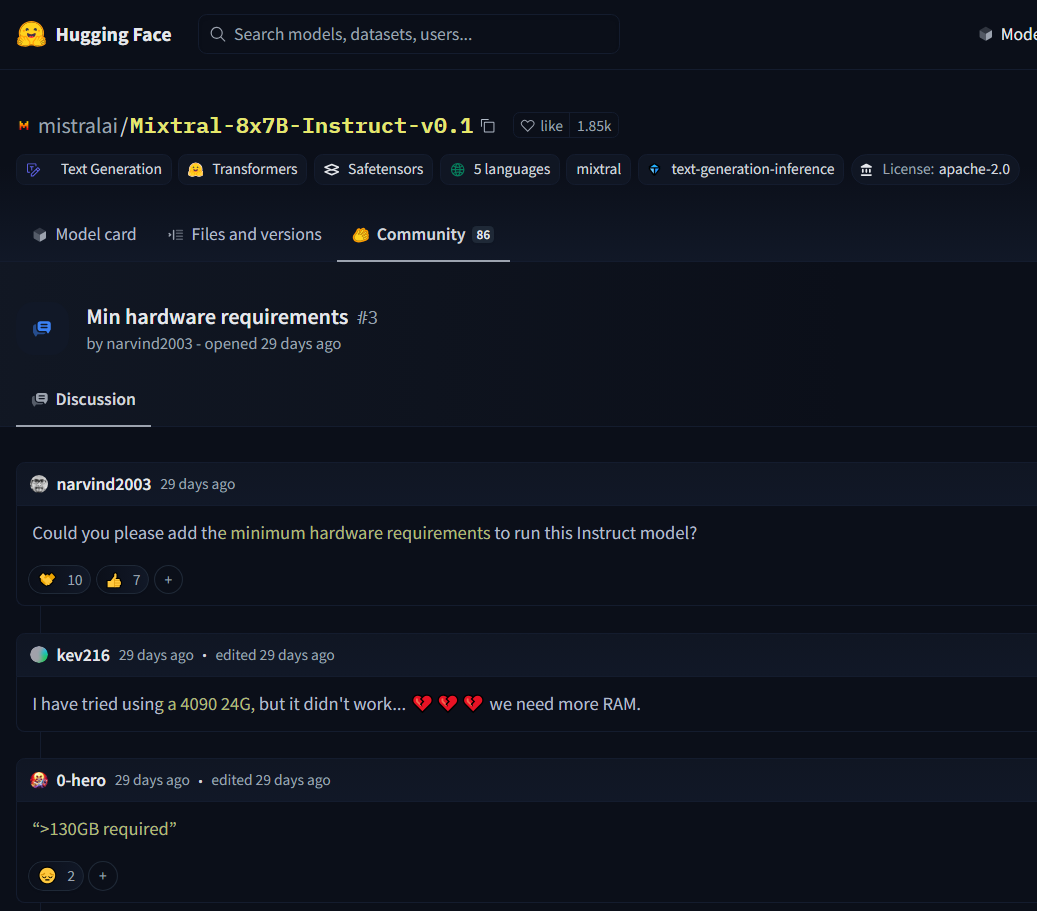 Hugging Face
Search models, datasets, users...
Mode
mistralai/Mixtral-8x7B-Instruct-v0.1
like 1.85k
Text Generation Transformers Safetensors 5 languages mixtral text-generation-inference License: apache-2.0
Model card Files and versions Community 86
Min hardware requirements #3
by narvind2003 - opened 29 days ago
Discussion
narvind2003 29 days ago
Could you please add the minimum hardware requirements to run this Instruct model?
10 7 +
kev216 29 days ago • edited 29 days ago
I have tried using a 4090 24G, but it didn't work... 💔 💔 💔 we need more RAM.
0-hero 29 days ago • edited 29 days ago
“>130GB required”
2 +